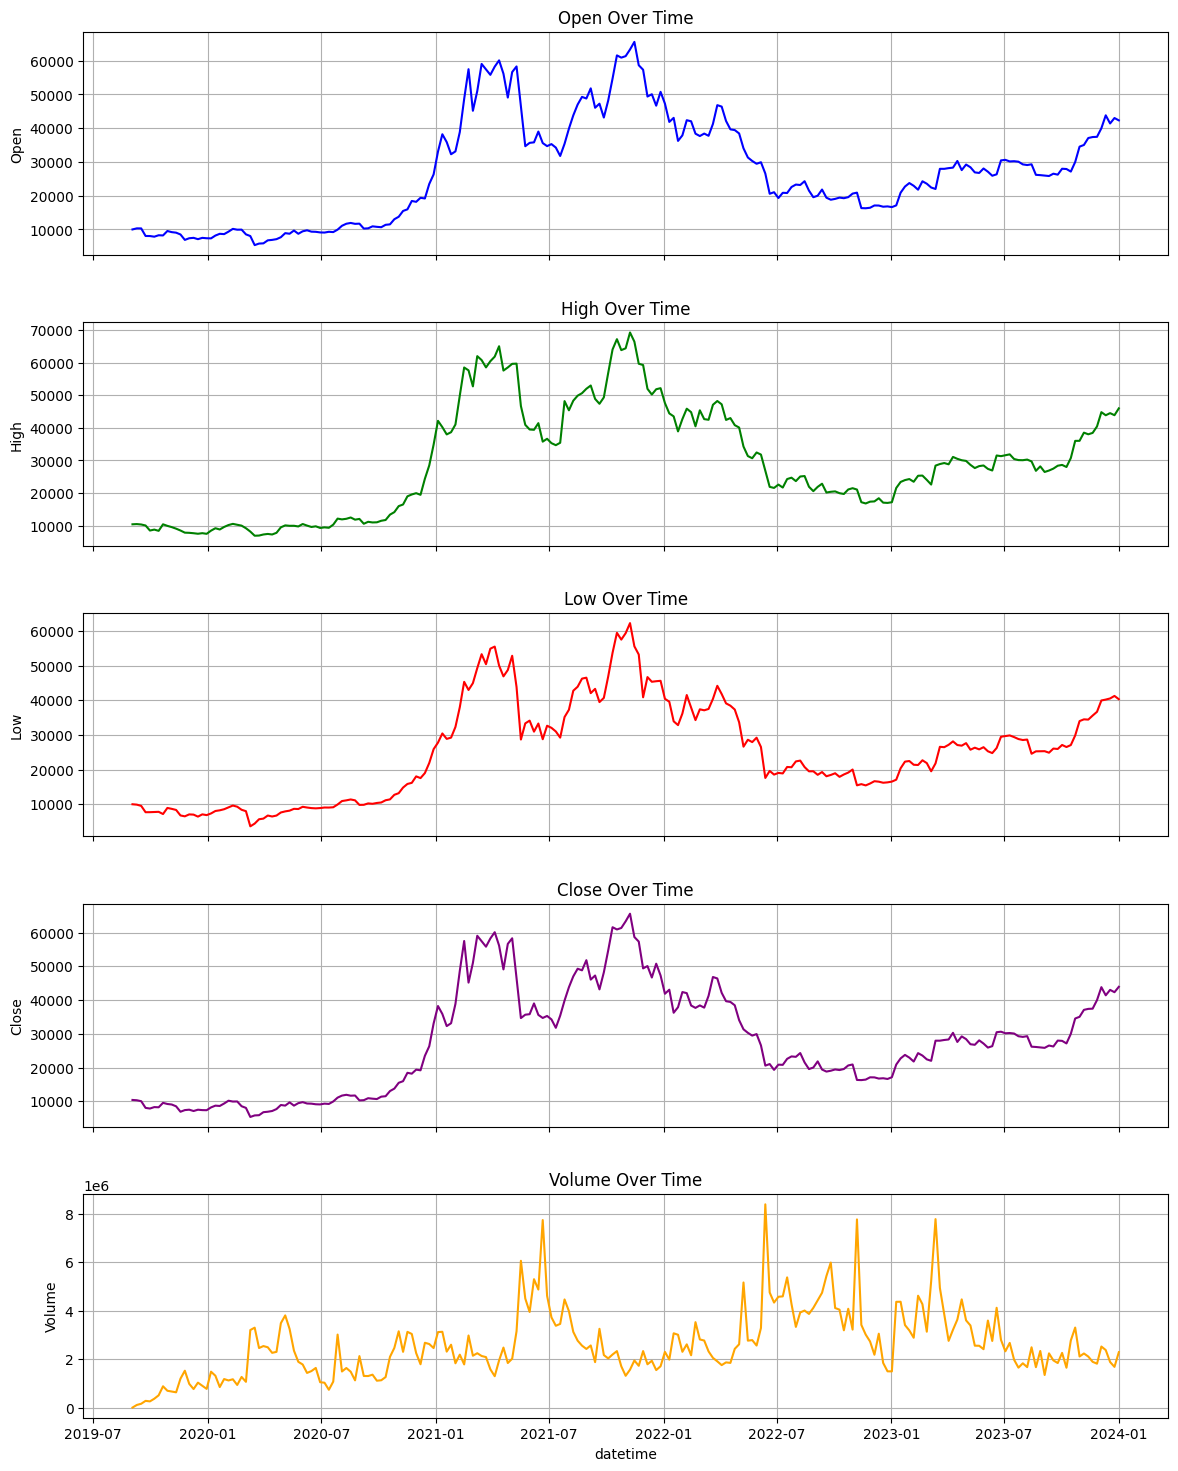 Open Over Time
60000
50000
40000
30000
20000
10000
Open
High Over Time
70000
60000
50000
40000
30000
20000
10000
High
Low Over Time
60000
50000
40000
30000
20000
10000
Low
Close Over Time
60000
50000
40000
30000
20000
10000
Close
Volume Over Time
1e6
8
6
4
2
0
Volume
2019-07 2020-01 2020-07 2021-01 2021-07 2022-01 2022-07 2023-01 2023-07 2024-01
datetime